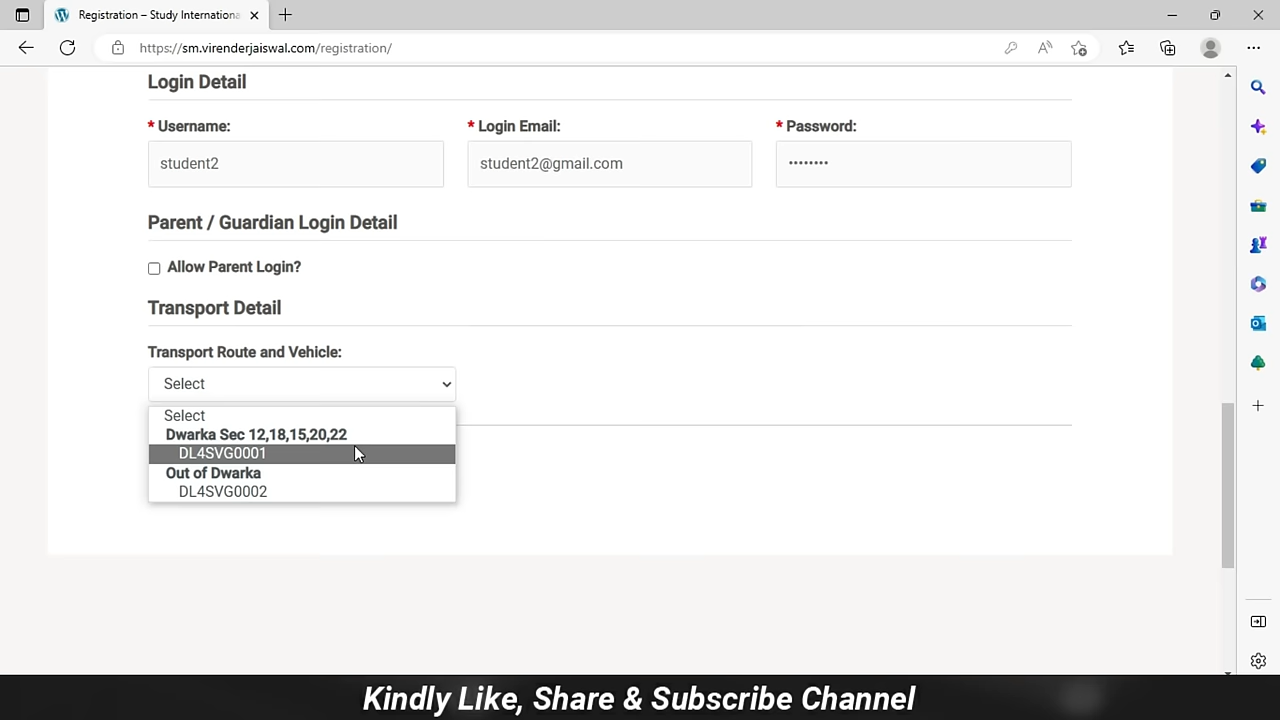 Registration – Study Internationa
https://sm.virenderjaiswal.com/registration/
Login Detail
* Username: * Login Email: * Password:
student2 student2@gmail.com ••••••••
Parent / Guardian Login Detail
Allow Parent Login?
Transport Detail
Transport Route and Vehicle:
Select
Select
Dwarka Sec 12,18,15,20,22
DL4SVG0001
Out of Dwarka
DL4SVG0002
Kindly Like, Share & Subscribe Channel